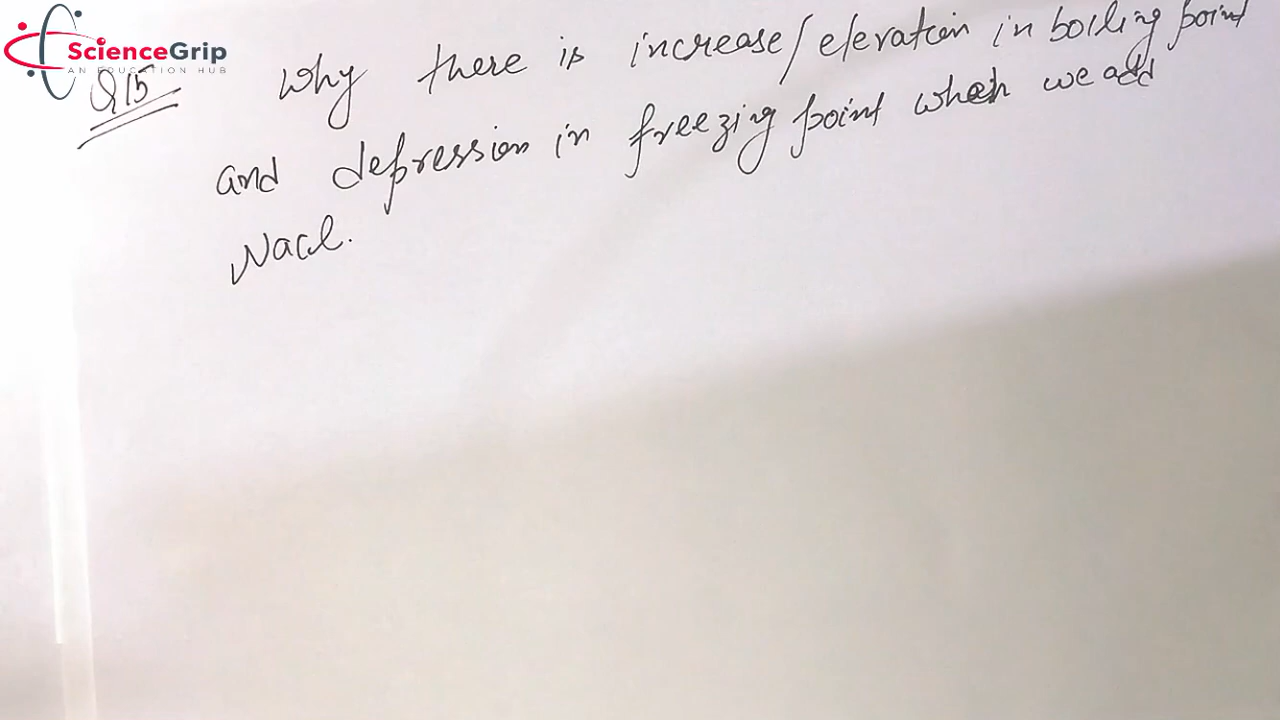 ScienceGrip
AN EDUCATION HUB
Q15 Why there is increase/elevation in boiling point
and depression in freezing point when we add
Nacl.